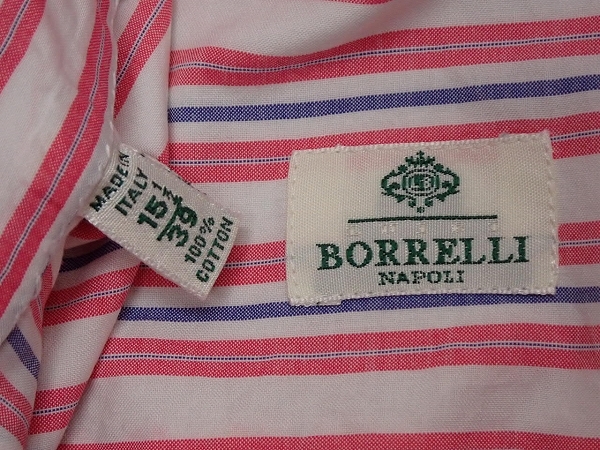 MADE IN
ITALY
15½
39
100%
COTTON
BORRELLI
NAPOLI